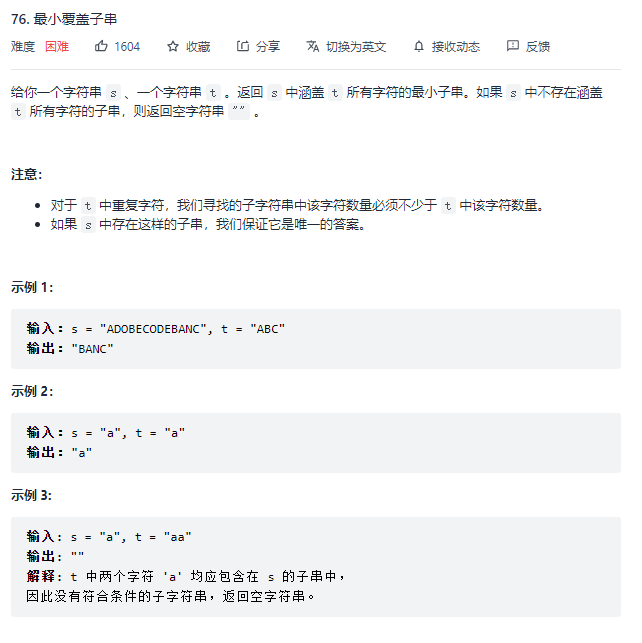 76. 最小覆盖子串
难度 困难 1604 收藏 分享 切换为英文 接收动态 反馈
给你一个字符串 s 、一个字符串 t 。返回 s 中涵盖 t 所有字符的最小子串。如果 s 中不存在涵盖
t 所有字符的子串，则返回空字符串 "" 。
注意：
对于 t 中重复字符，我们寻找的子字符串中该字符数量必须不少于 t 中该字符数量。
如果 s 中存在这样的子串，我们保证它是唯一的答案。
示例 1：
输入：s = "ADOBECODEBANC", t = "ABC"
输出："BANC"
示例 2：
输入：s = "a", t = "a"
输出："a"
示例 3:
输入: s = "a", t = "aa"
输出: ""
解释: t 中两个字符 'a' 均应包含在 s 的子串中，
因此没有符合条件的子字符串，返回空字符串。